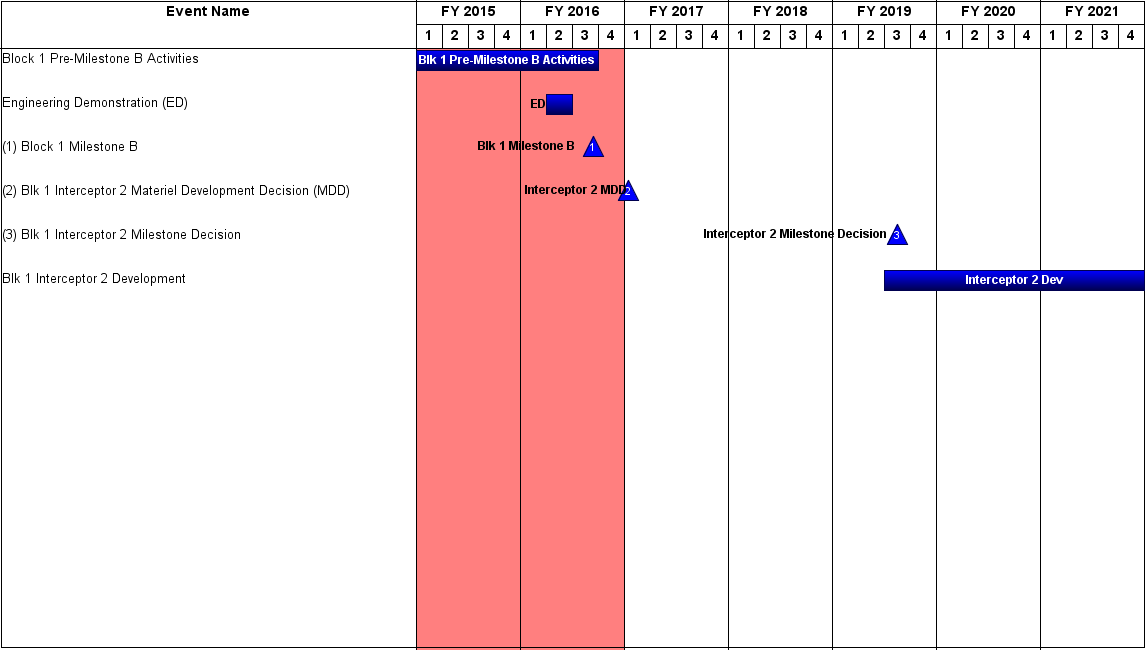 Event Name FY 2015 FY 2016 FY 2017 FY 2018 FY 2019 FY 2020 FY 2021
1 2 3 4 1 2 3 4 1 2 3 4 1 2 3 4 1 2 3 4 1 2 3 4 1 2 3 4
Block 1 Pre-Milestone B Activities Blk 1 Pre-Milestone B Activities
Engineering Demonstration (ED) ED
(1) Block 1 Milestone B Blk 1 Milestone B 1
(2) Blk 1 Interceptor 2 Materiel Development Decision (MDD) Interceptor 2 MDD 2
(3) Blk 1 Interceptor 2 Milestone Decision Interceptor 2 Milestone Decision 3
Blk 1 Interceptor 2 Development Interceptor 2 Dev